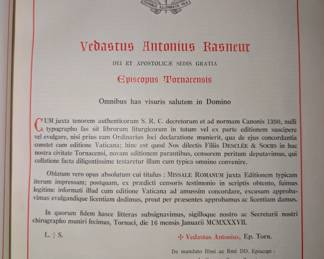 Vedastus Antonius Rasneur
DEI ET APOSTOLICÆ SEDIS GRATIA
Episcopus Tornacensis
Omnibus has visuris salutem in Domino
CUM juxta tenorem authenticorum S. R. C. decretorum et ad normam Canonis 1390, nulli
typographo fas sit librorum liturgicorum in totum vel ex parte editionem suscipere
vel evulgare, nisi prius eam Ordinarius loci declaratione munierit, qua de ejus concordantia
constet cum editione Vaticana; hinc est quod Nos dilectis Filiis DESCLÉE & SOCIIS in hac
nostra civitate Tornacensi, novam editionem parantibus, censorem peritum deputavimus, qui
collatione facta diligentissime testaretur illam cum typica omnino convenire.
Oblatum vero opus absolutum cui titulus : MISSALE ROMANUM juxta Editionem typicam
iterum impressum; postquam, ex prædicti censoris testimonio in scriptis obtento, fuimus
legitime informati illud cum editione Vaticana ad amussim concordare, excusum approba-
vimus evulgandique licentiam dedimus, prout per præsentes approbamus ac licentiam damus.
In quorum fidem hasce litteras subsignavimus, sigilloque nostro ac Secretarii nostri
chirographo muniri fecimus, Tornaci, die 16 mensis Januarii MCMXXXVII.
L. ┼ S.
✠ Vedastus Antonius, Ep. Torn.
De mandato Illmi ac Rmi DD. Episcopi :